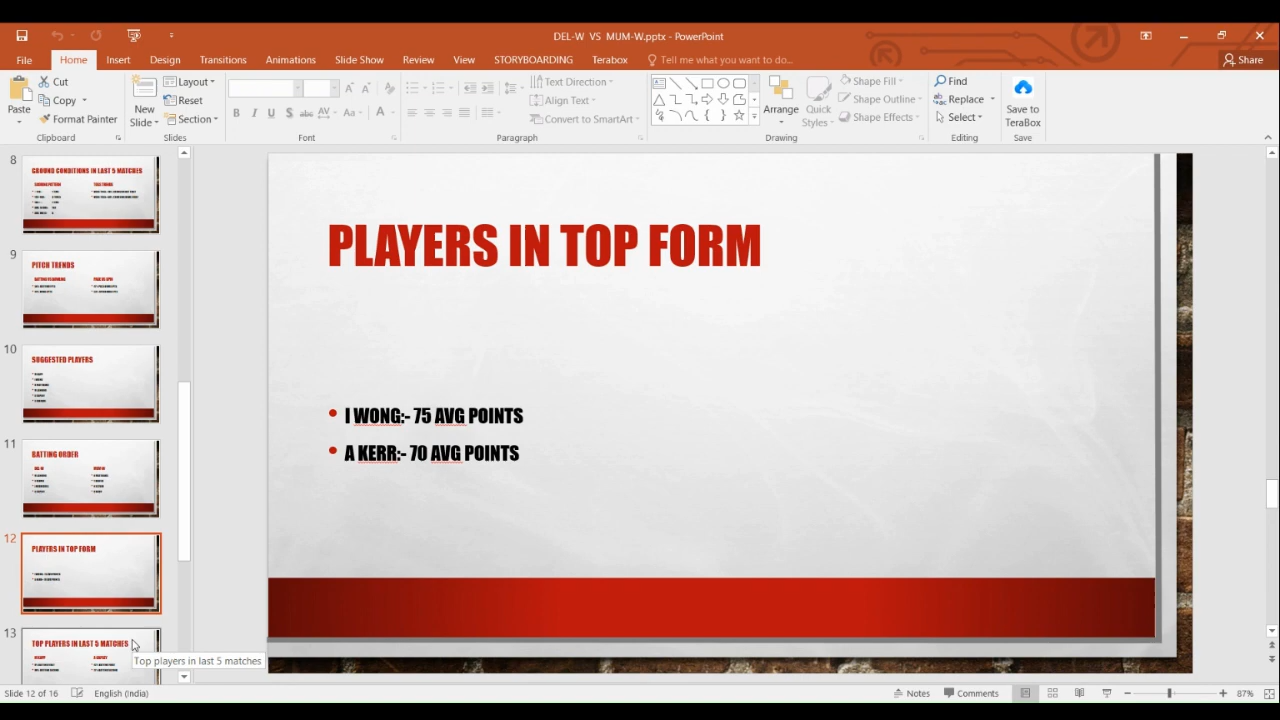 DEL-W VS MUM-W.pptx - PowerPoint
File Home Insert Design Transitions Animations Slide Show Review View STORYBOARDING Terabox Tell me what you want to do... Share
Cut
Copy
Format Painter
Paste
Clipboard
New Slide
Layout
Reset
Section
Slides
B I U S abc AV Aa A
Font
Text Direction
Align Text
Convert to SmartArt
Paragraph
Arrange
Quick Styles
Shape Fill
Shape Outline
Shape Effects
Drawing
Find
Replace
Select
Editing
Save to TeraBox
Save
8
GROUND CONDITIONS IN LAST 5 MATCHES
9
PITCH TRENDS
10
SUGGESTED PLAYERS
11
BATTING ORDER
12
PLAYERS IN TOP FORM
13
TOP PLAYERS IN LAST 5 MATCHES
Top players in last 5 matches
PLAYERS IN TOP FORM
• I WONG:- 75 AVG POINTS
• A KERR:- 70 AVG POINTS
Slide 12 of 16 English (India) Notes Comments 87%